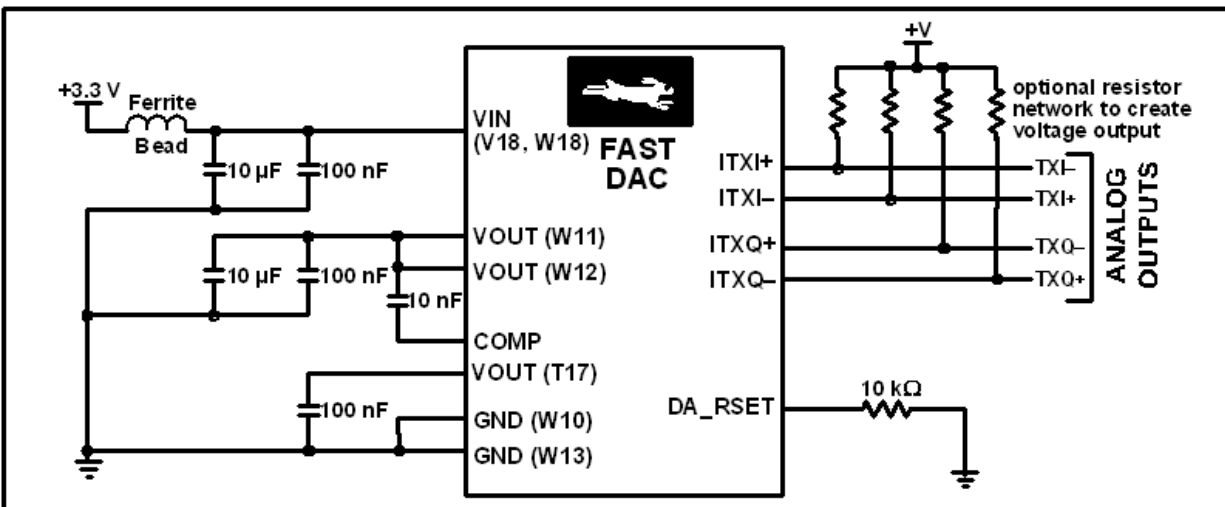 +3.3 V
Ferrite
Bead
10 µF
100 nF
VIN
(V18, W18)
FAST
DAC
VOUT (W11)
10 µF
100 nF
VOUT (W12)
10 nF
COMP
VOUT (T17)
100 nF
GND (W10)
GND (W13)
+V
optional resistor
network to create
voltage output
ITXI+
TXI–
ITXI–
TXI+
ITXQ+
TXQ–
ITXQ–
TXQ+
ANALOG
OUTPUTS
DA_RSET
10 kΩ